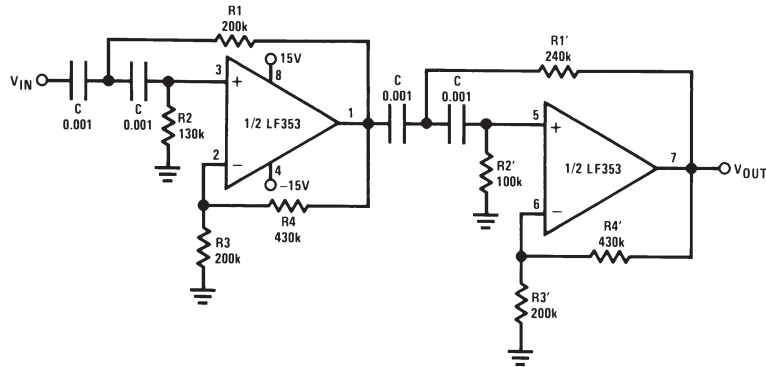 R1
200k
15V
8
VIN
3
+
C
0.001
C
0.001
R2
130k
1/2 LF353
1
2
−
4
−15V
R4
430k
R3
200k
R1′
240k
C
0.001
C
0.001
5
+
R2′
100k
1/2 LF353
7
VOUT
6
−
R4′
430k
R3′
200k